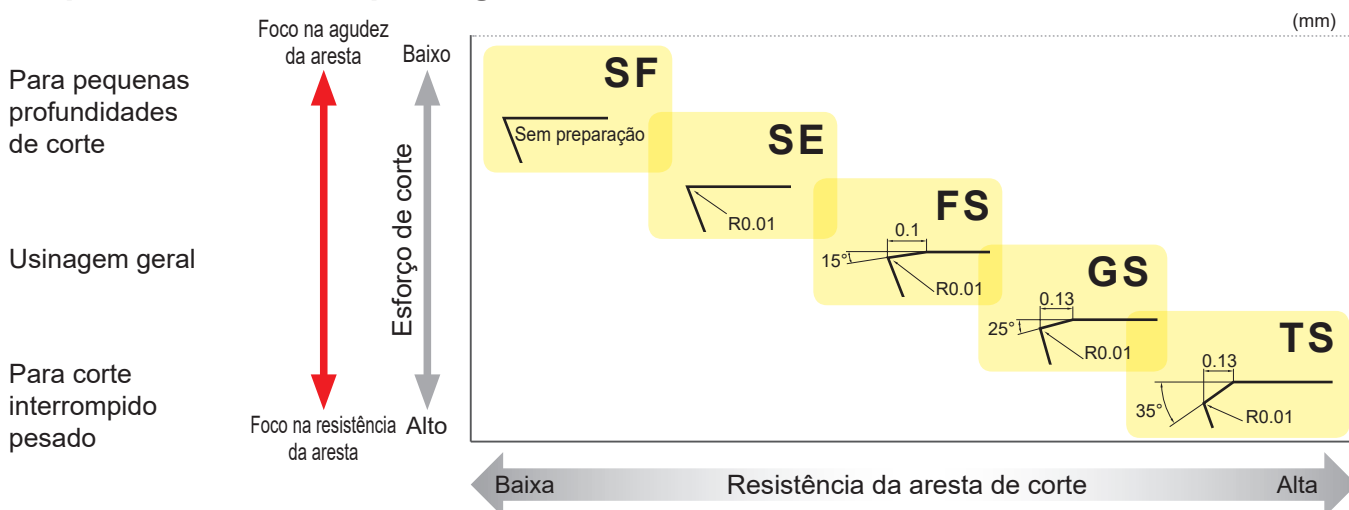 (mm)
Foco na agudez
da aresta
Baixo
Para pequenas
profundidades
de corte
Usinagem geral
Para corte
interrompido
pesado
Esforço de corte
Foco na resistência
da aresta
Alto
SF
Sem preparação
SE
R0.01
FS
0.1
15°
R0.01
GS
0.13
25°
R0.01
TS
0.13
35°
R0.01
Baixa
Resistência da aresta de corte
Alta